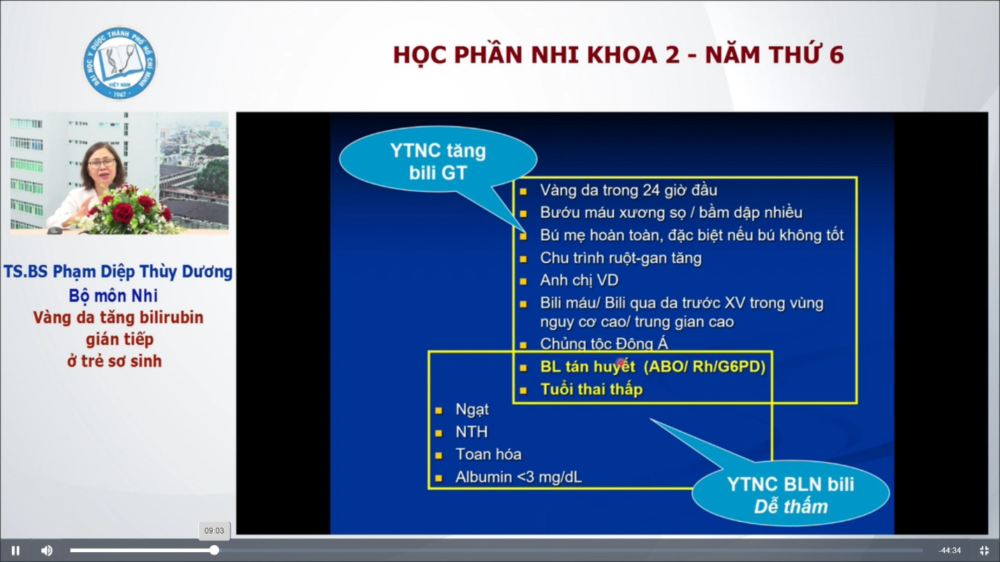 ĐẠI HỌC Y DƯỢC THÀNH PHỐ HỒ CHÍ MINH
VIỆT NAM
1947
HỌC PHẦN NHI KHOA 2 - NĂM THỨ 6
TS.BS Phạm Diệp Thùy Dương
Bộ môn Nhi
Vàng da tăng bilirubin
gián tiếp
ở trẻ sơ sinh
YTNC tăng
bili GT
Vàng da trong 24 giờ đầu
Bướu máu xương sọ / bầm dập nhiều
Bú mẹ hoàn toàn, đặc biệt nếu bú không tốt
Chu trình ruột-gan tăng
Anh chị VD
Bili máu/ Bili qua da trước XV trong vùng
nguy cơ cao/ trung gian cao
Chủng tộc Đông Á
BL tán huyết (ABO/ Rh/G6PD)
Tuổi thai thấp
Ngạt
NTH
Toan hóa
Albumin <3 mg/dL
YTNC BLN bili
Dễ thấm
09:03
-44:34